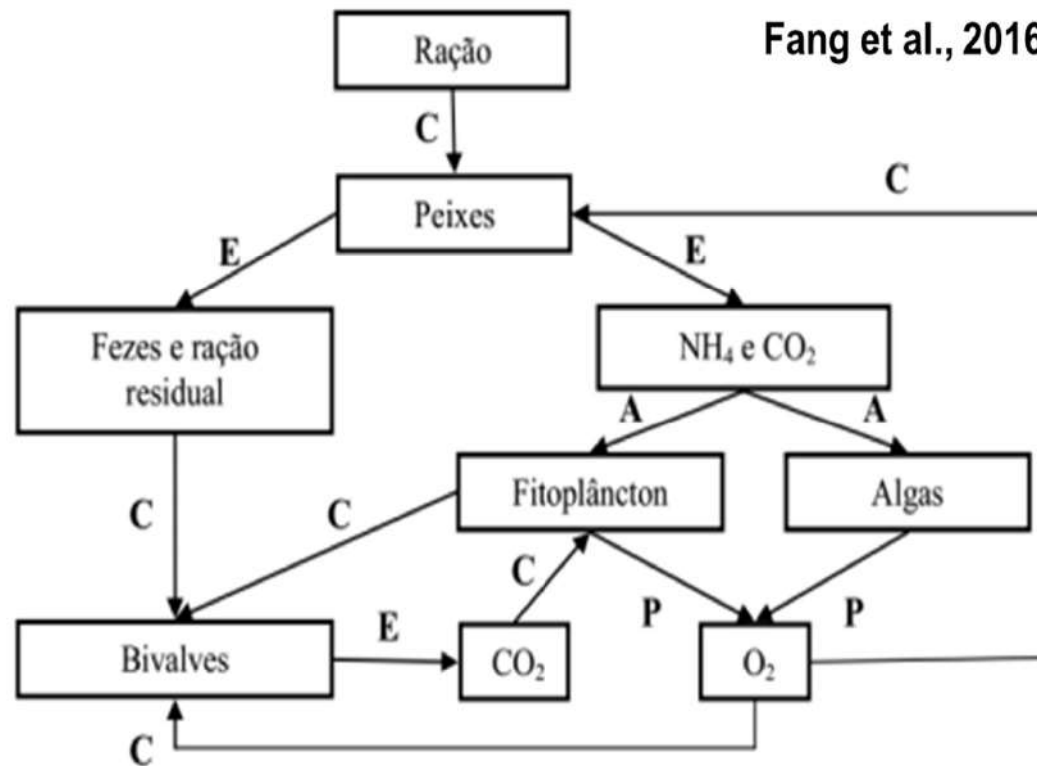 Ração
Fang et al., 2016
C
C
Peixes
E
E
Fezes e ração
residual
NH₄ e CO₂
A
A
Fitoplâncton
Algas
C
C
C
P
P
Bivalves
E
CO₂
O₂
C